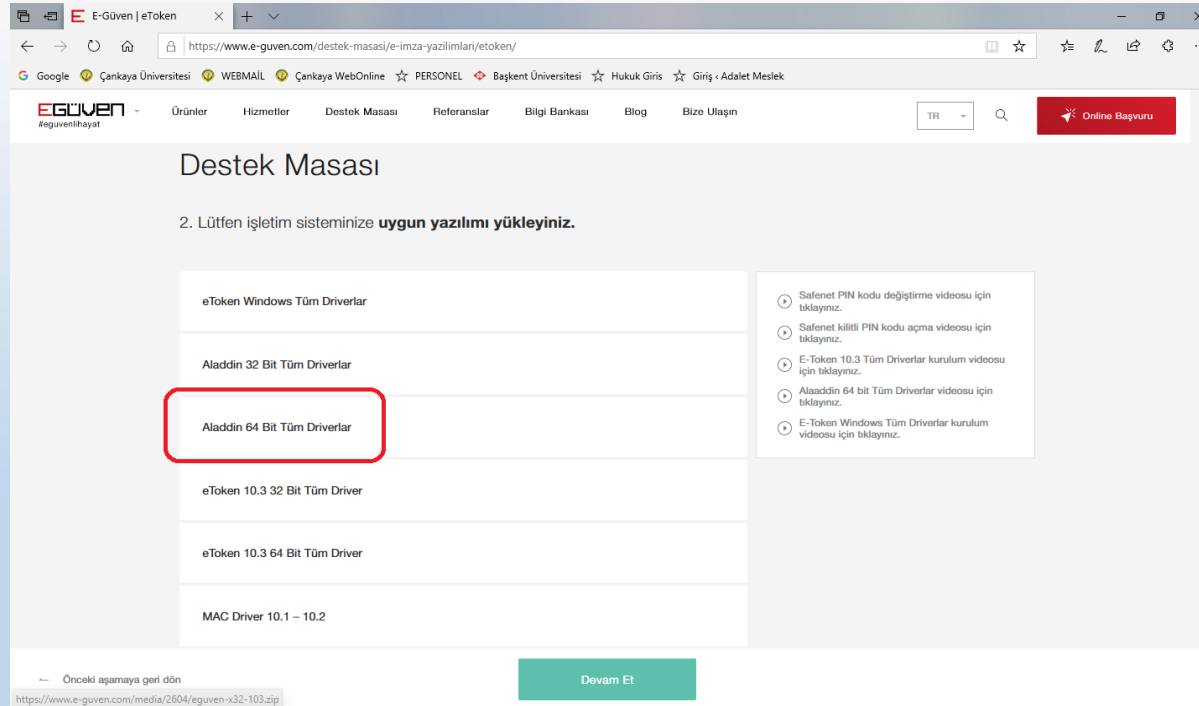 E-Güven | eToken
https://www.e-guven.com/destek-masasi/e-imza-yazilimlari/etoken/
Google Çankaya Üniversitesi WEBMAİL Çankaya WebOnline PERSONEL Başkent Üniversitesi Hukuk Giris Giriş ‹ Adalet Meslek
EGÜVEN
#eguvenlihayat
Ürünler Hizmetler Destek Masası Referanslar Bilgi Bankası Blog Bize Ulaşın
TR
Online Başvuru
Destek Masası
2. Lütfen işletim sisteminize uygun yazılımı yükleyiniz.
eToken Windows Tüm Driverlar
Aladdin 32 Bit Tüm Driverlar
Aladdin 64 Bit Tüm Driverlar
eToken 10.3 32 Bit Tüm Driver
eToken 10.3 64 Bit Tüm Driver
MAC Driver 10.1 – 10.2
Safenet PIN kodu değiştirme videosu için
tıklayınız.
Safenet kilitli PIN kodu açma videosu için
tıklayınız.
E-Token 10.3 Tüm Driverlar kurulum videosu
için tıklayınız.
Alaaddin 64 bit Tüm Driverlar videosu için
tıklayınız.
E-Token Windows Tüm Driverlar kurulum
videosu için tıklayınız.
Önceki aşamaya geri dön
Devam Et
https://www.e-guven.com/media/2604/eguven-x32-103.zip